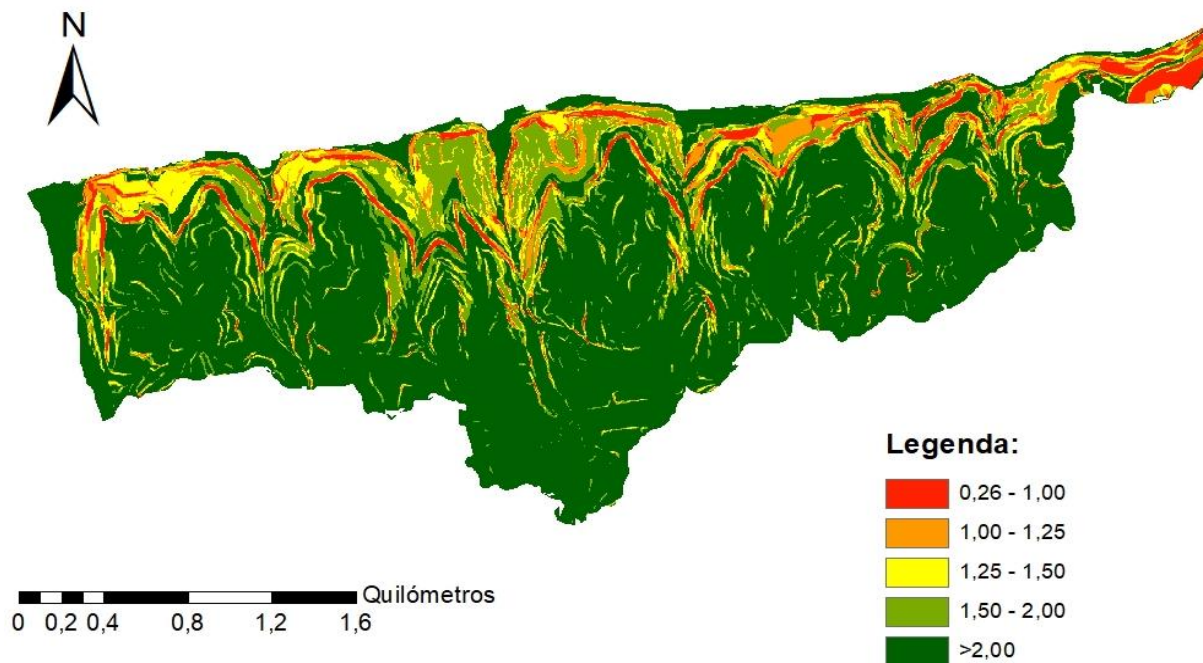 N
Legenda:
0,26 - 1,00
1,00 - 1,25
1,25 - 1,50
1,50 - 2,00
>2,00
Quilómetros
0 0,2 0,4 0,8 1,2 1,6